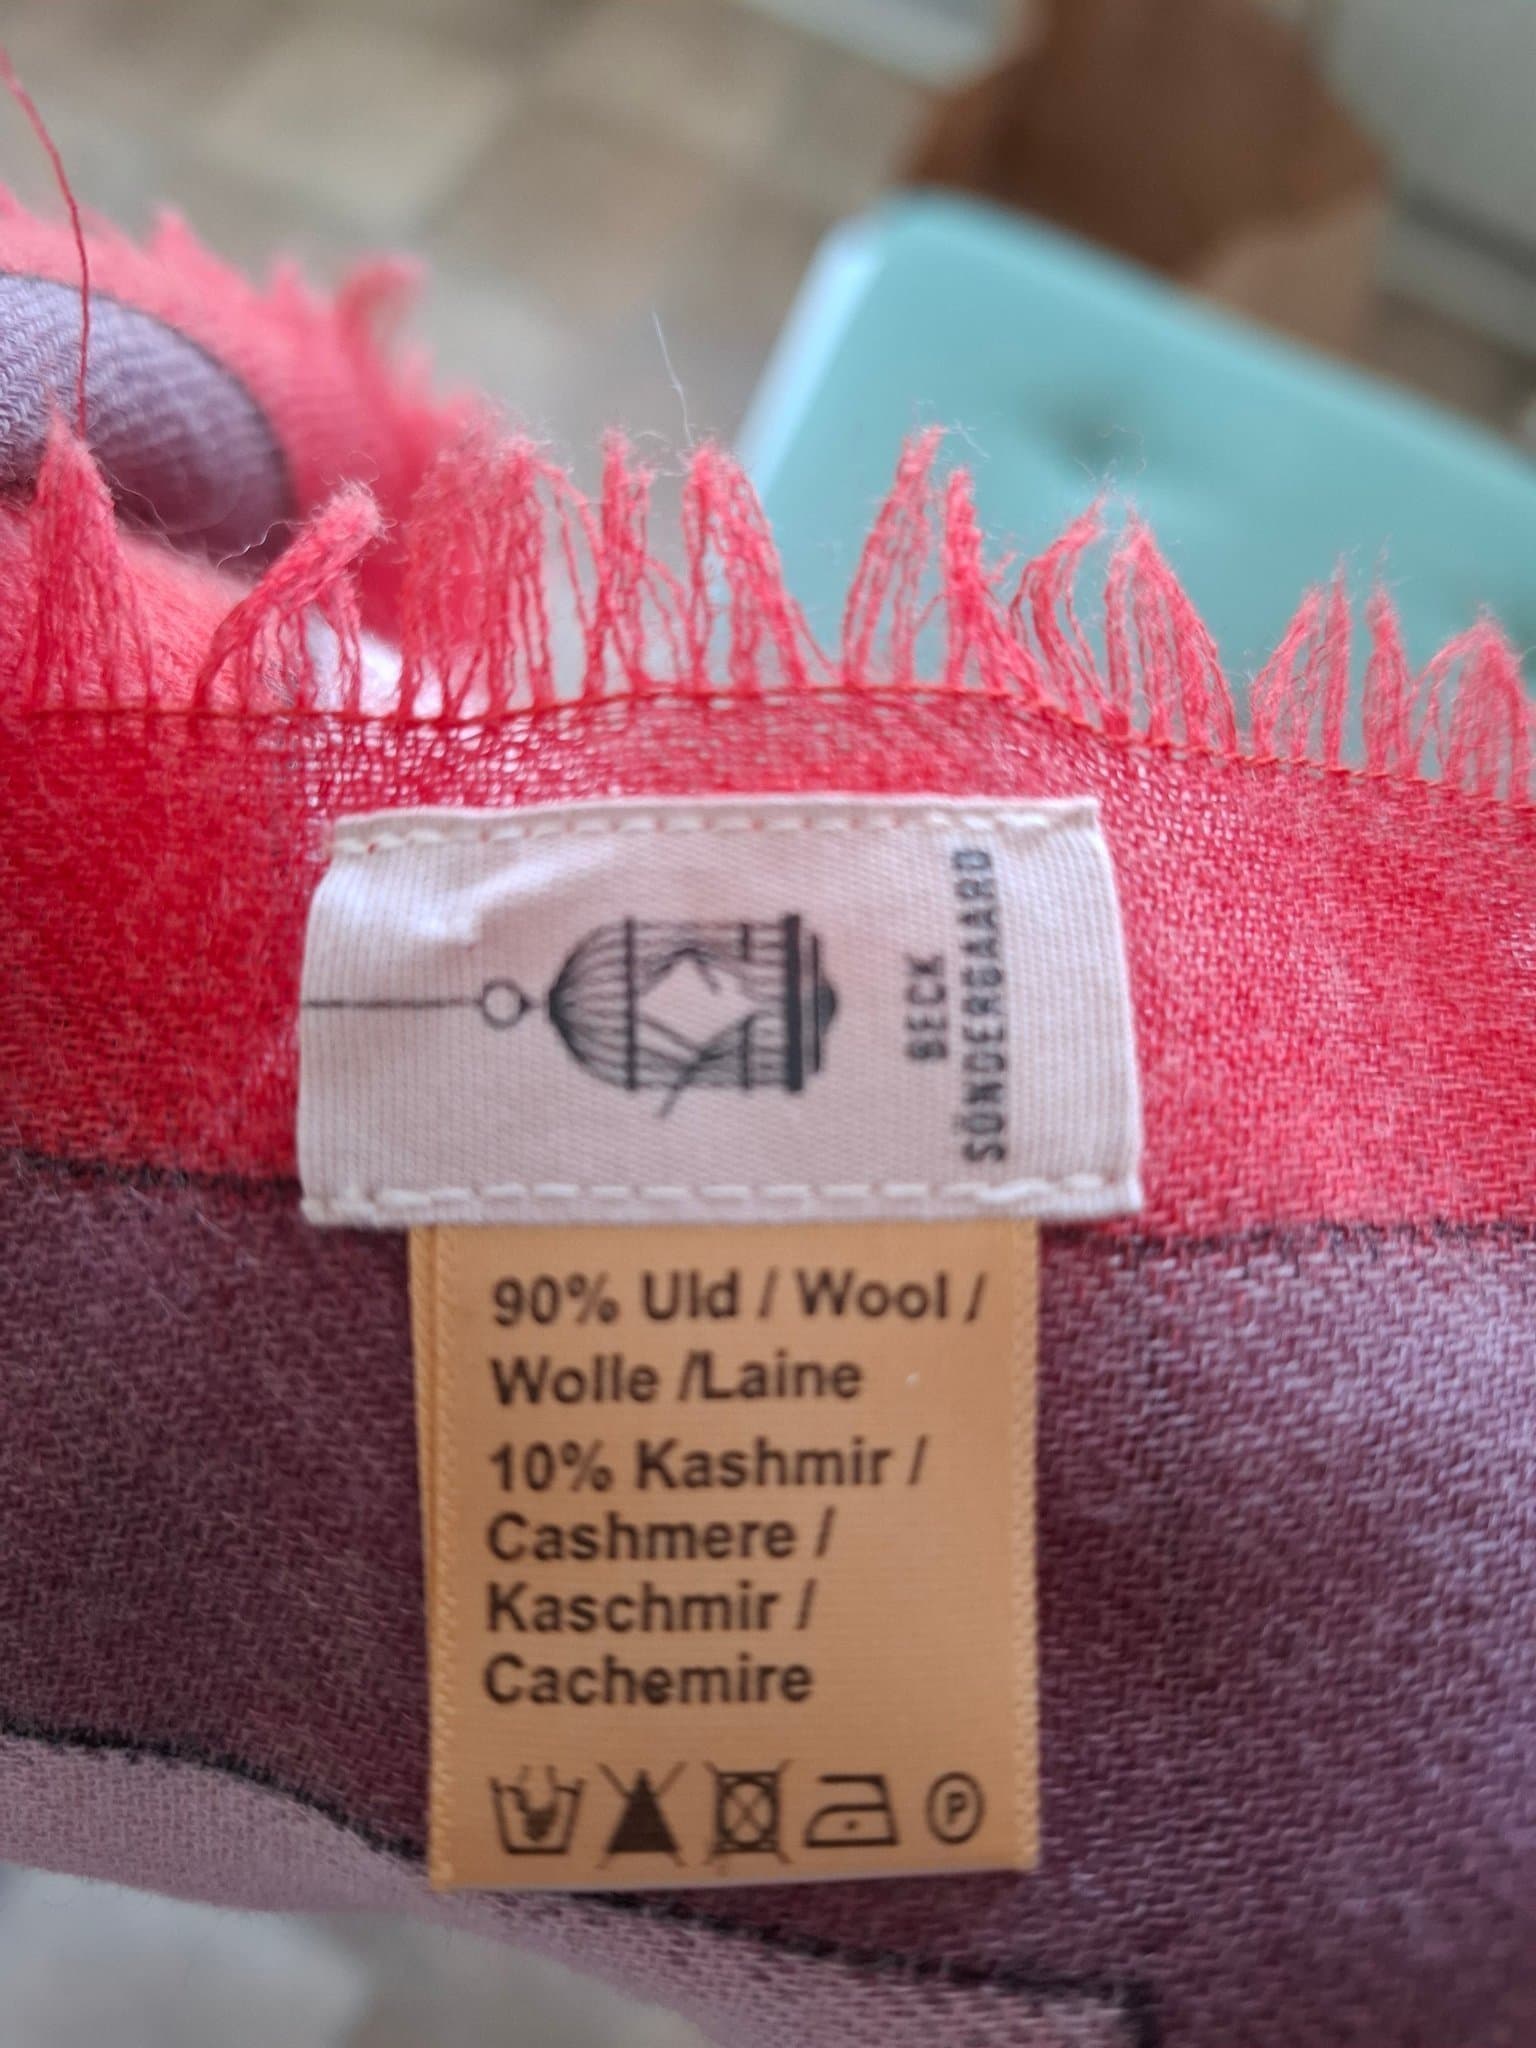 BECK
SÖNDERGAARD
90% Uld / Wool /
Wolle /Laine
10% Kashmir /
Cashmere /
Kaschmir /
Cachemire
P